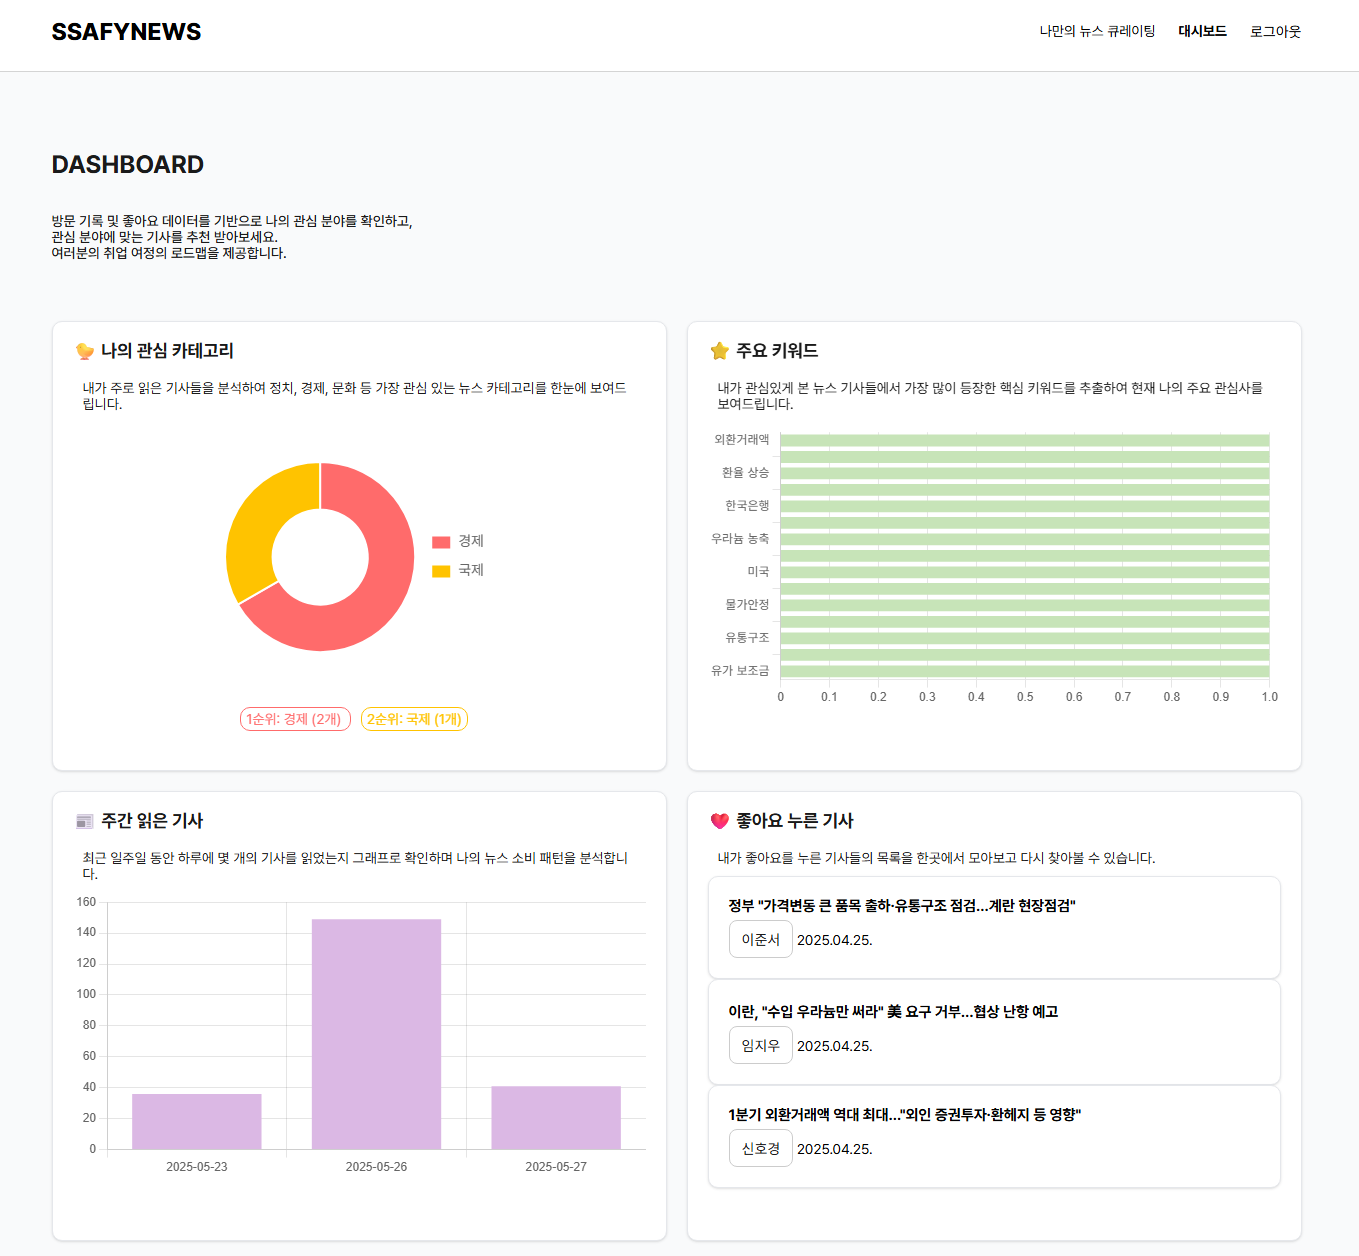 SSAFYNEWS
나만의 뉴스 큐레이팅
대시보드
로그아웃
DASHBOARD
방문 기록 및 좋아요 데이터를 기반으로 나의 관심 분야를 확인하고,
관심 분야에 맞는 기사를 추천 받아보세요.
여러분의 취업 여정의 로드맵을 제공합니다.
🐤 나의 관심 카테고리
내가 주로 읽은 기사들을 분석하여 정치, 경제, 문화 등 가장 관심 있는 뉴스 카테고리를 한눈에 보여드
립니다.
경제
국제
1순위: 경제 (2개)
2순위: 국제 (1개)
⭐ 주요 키워드
내가 관심있게 본 뉴스 기사들에서 가장 많이 등장한 핵심 키워드를 추출하여 현재 나의 주요 관심사를
보여드립니다.
외환거래액
환율 상승
한국은행
우라늄 농축
미국
물가안정
유통구조
유가 보조금
0 0.1 0.2 0.3 0.4 0.5 0.6 0.7 0.8 0.9 1.0
📰 주간 읽은 기사
최근 일주일 동안 하루에 몇 개의 기사를 읽었는지 그래프로 확인하며 나의 뉴스 소비 패턴을 분석합니
다.
160
140
120
100
80
60
40
20
0
2025-05-23 2025-05-26 2025-05-27
💖 좋아요 누른 기사
내가 좋아요를 누른 기사들의 목록을 한곳에서 모아보고 다시 찾아볼 수 있습니다.
정부 "가격변동 큰 품목 출하·유통구조 점검…계란 현장점검"
이준서 2025.04.25.
이란, "수입 우라늄만 써라" 美 요구 거부…협상 난항 예고
임지우 2025.04.25.
1분기 외환거래액 역대 최대…"외인 증권투자·환헤지 등 영향"
신호경 2025.04.25.